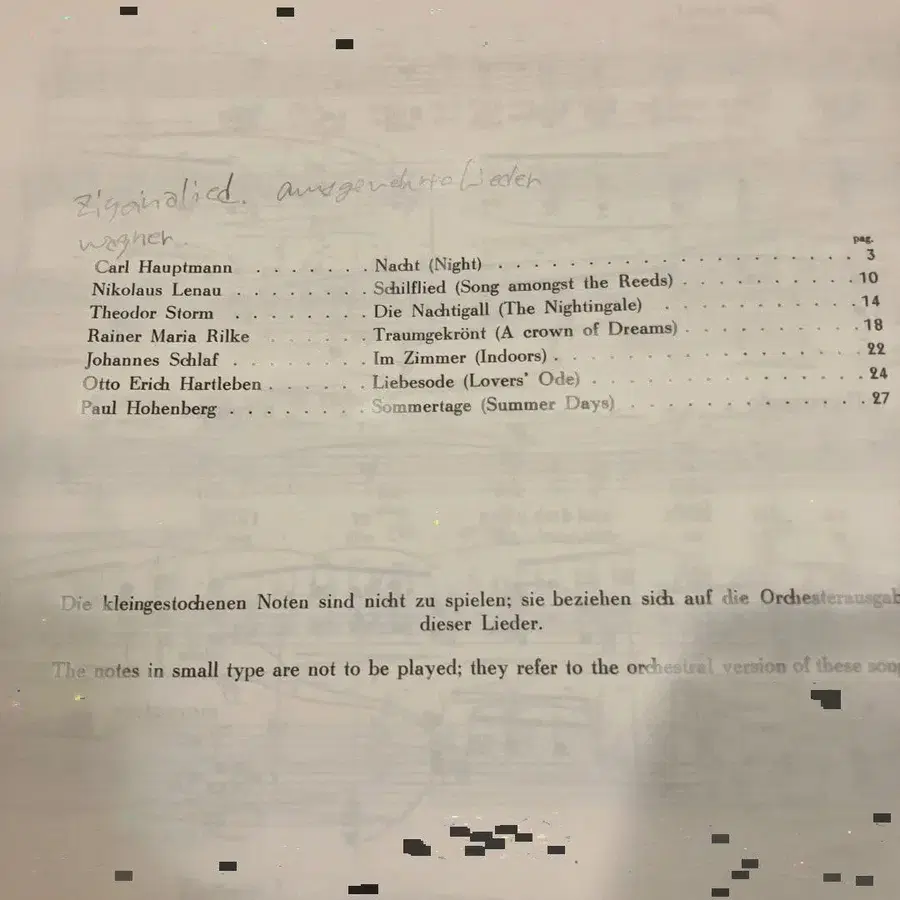 wagner.
pag.
Carl Hauptmann . . . . . . . Nacht (Night) . . . . . . . . . . . . . . . . . . . 3
Nikolaus Lenau . . . . . . . . Schilflied (Song amongst the Reeds) . . . . . . . . . . 10
Theodor Storm . . . . . . . . Die Nachtigall (The Nightingale) . . . . . . . . . . . 14
Rainer Maria Rilke . . . . . . Traumgekrönt (A crown of Dreams) . . . . . . . . . . 18
Johannes Schlaf . . . . . . . . Im Zimmer (Indoors) . . . . . . . . . . . . . . . . 22
Otto Erich Hartleben . . . . . . Liebesode (Lovers' Ode) . . . . . . . . . . . . . . 24
Paul Hohenberg . . . . . . . . Sommertage (Summer Days) . . . . . . . . . . . . . 27
Die kleingestochenen Noten sind nicht zu spielen; sie beziehen sich auf die Orchesterausgab
dieser Lieder.
The notes in small type are not to be played; they refer to the orchestral version of these song